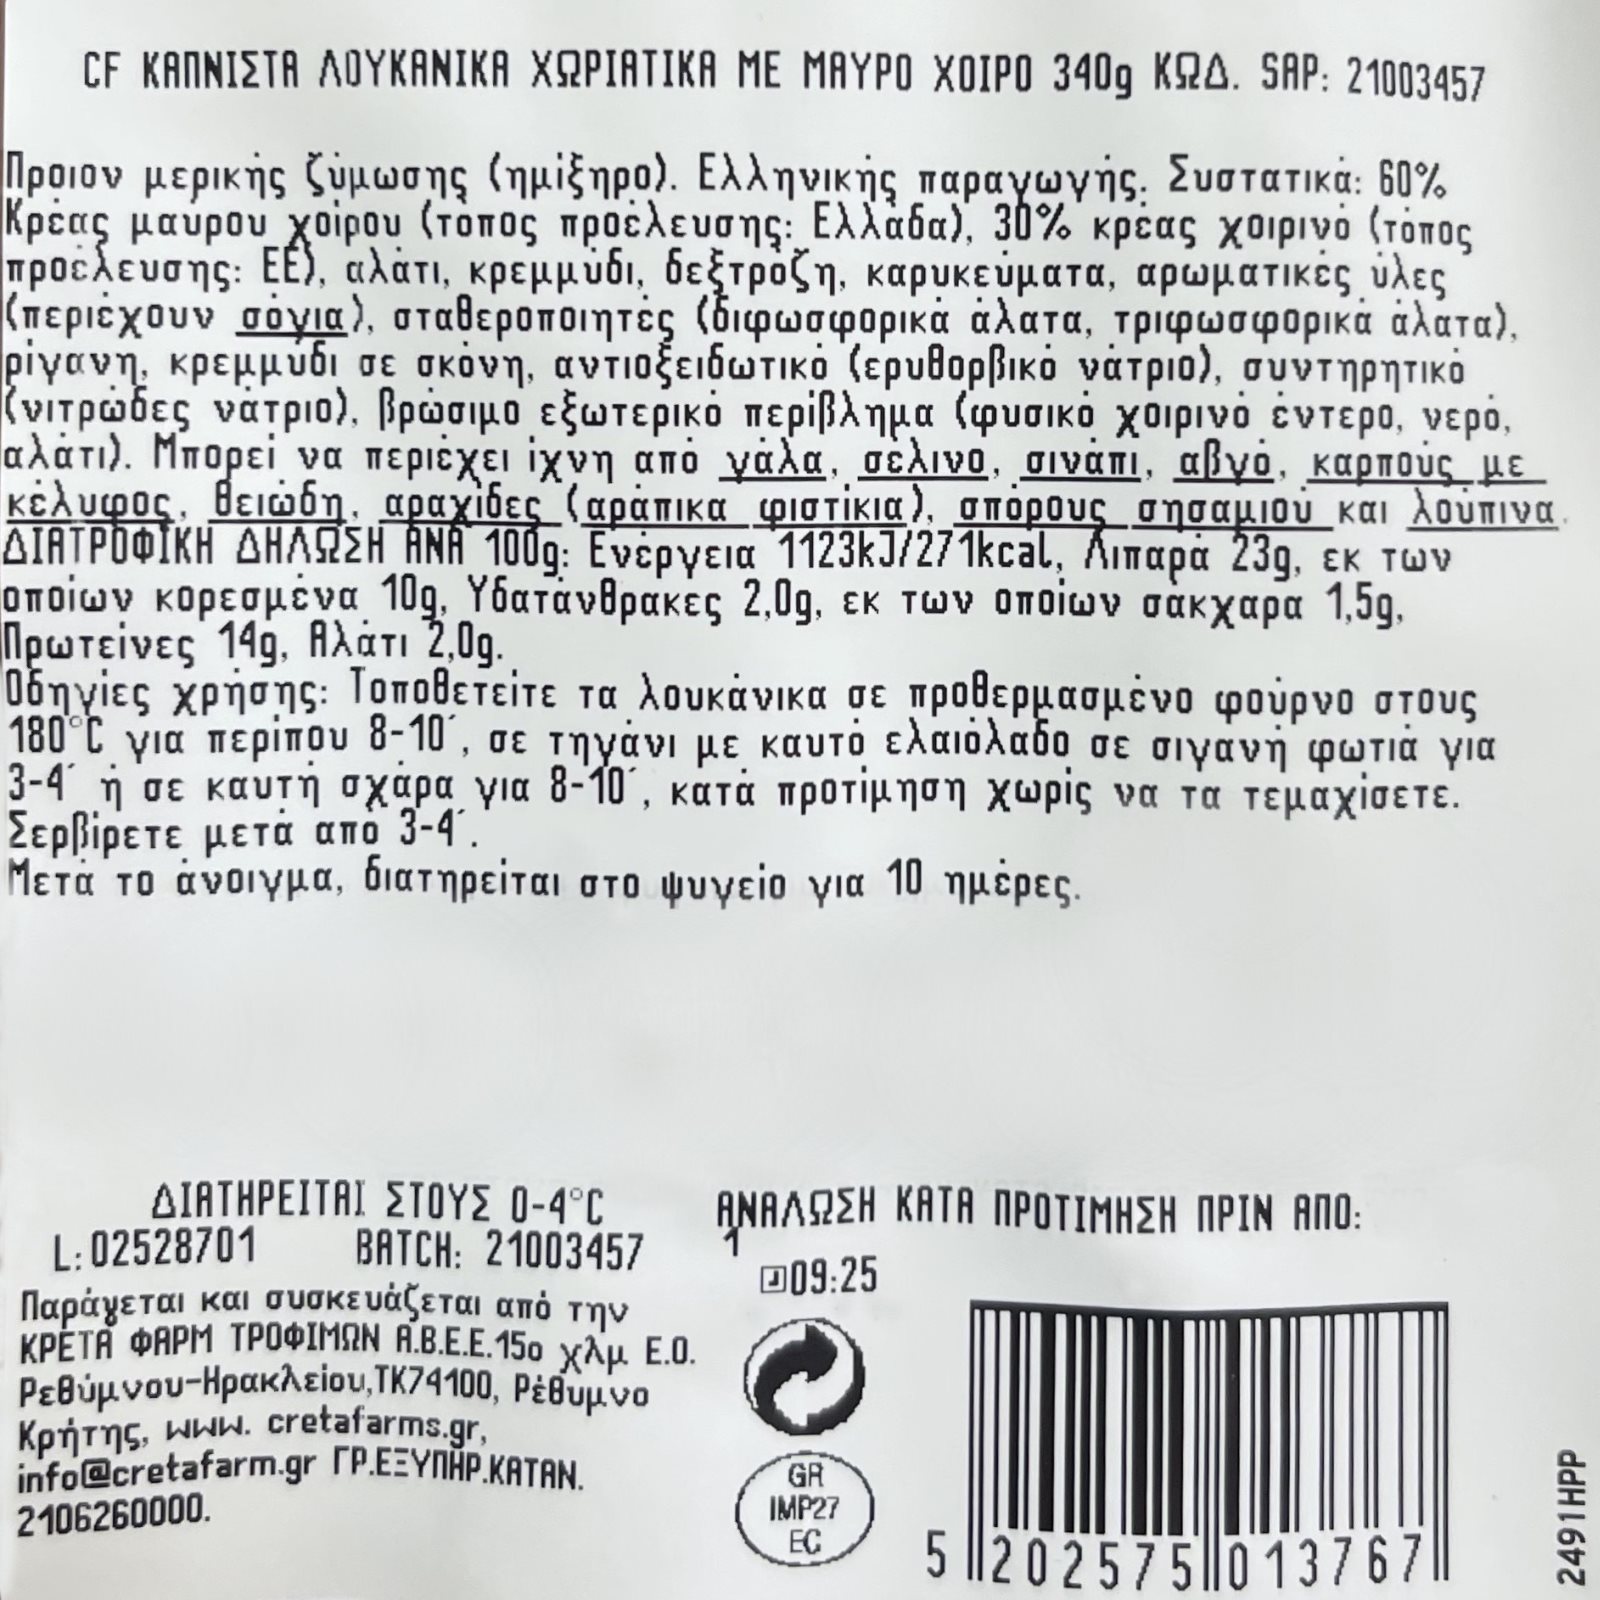 CF ΚΑΠΝΙΣΤΑ ΛΟΥΚΑΝΙΚΑ ΧΩΡΙΑΤΙΚΑ ΜΕ ΜΑΥΡΟ ΧΟΙΡΟ 340g ΚΩΔ. SAP: 21003457
Προιον μερικής ζύμωσης (ημίξηρο). Ελληνικής παραγωγής. Συστατικά: 60%
Κρέας μαυρου χοίρου (τόπος προέλευσης: Ελλάδα), 30% κρέας χοιρινό (τόπος
προέλευσης: ΕΕ), αλάτι, κρεμμύδι, δεξτρόζη, καρυκεύματα, αρωματικές ύλες
(περιέχουν σόγια), σταθεροποιητές (διφωσφορικά άλατα, τριφωσφορικά άλατα),
ρίγανη, κρεμμύδι σε σκόνη, αντιοξειδωτικό (ερυθορβικό νάτριο), συντηρητικό
(νιτρώδες νάτριο), βρώσιμο εξωτερικό περίβλημα (φυσικό χοιρινό έντερο, νερό,
αλάτι). Μπορεί να περιέχει ίχνη από γάλα, σέλινο, σινάπι, αβγό, καρπούς με
κέλυφος, θειώδη, αραχίδες (αράπικα φιστίκια), σπόρους σησαμιού και λούπινα.
ΔΙΑΤΡΟΦΙΚΗ ΔΗΛΩΣΗ ΑΝΑ 100g: Ενέργεια 1123kJ/271kcal, Λιπαρά 23g, εκ των
οποίων κορεσμένα 10g, Υδατάνθρακες 2,0g, εκ των οποίων σάκχαρα 1,5g,
Πρωτείνες 14g, Αλάτι 2,0g.
Οδηγίες χρήσης: Τοποθετείτε τα λουκάνικα σε προθερμασμένο φούρνο στους
180°C για περίπου 8-10΄, σε τηγάνι με καυτό ελαιόλαδο σε σιγανή φωτιά για
3-4΄ ή σε καυτή σχάρα για 8-10΄, κατά προτίμηση χωρίς να τα τεμαχίσετε.
Σερβίρετε μετά από 3-4΄.
Μετά το άνοιγμα, διατηρείται στο ψυγείο για 10 ημέρες.
ΔΙΑΤΗΡΕΙΤΑΙ ΣΤΟΥΣ 0-4°C
L: 02528701 BATCH: 21003457
Παράγεται και συσκευάζεται από την
ΚΡΕΤΑ ΦΑΡΜ ΤΡΟΦΙΜΩΝ Α.Β.Ε.Ε.15ο χλμ Ε.Ο.
Ρεθύμνου-Ηρακλείου,ΤΚ74100, Ρέθυμνο
Κρήτης, www. cretafarms.gr,
info@cretafarm.gr ΓΡ.ΕΞΥΠΗΡ.ΚΑΤΑΝ.
2106260000.
ΑΝΑΛΩΣΗ ΚΑΤΑ ΠΡΟΤΙΜΗΣΗ ΠΡΙΝ ΑΠΟ:
1
09:25
GR
IMP27
EC
5 202575 013767
2491HPP